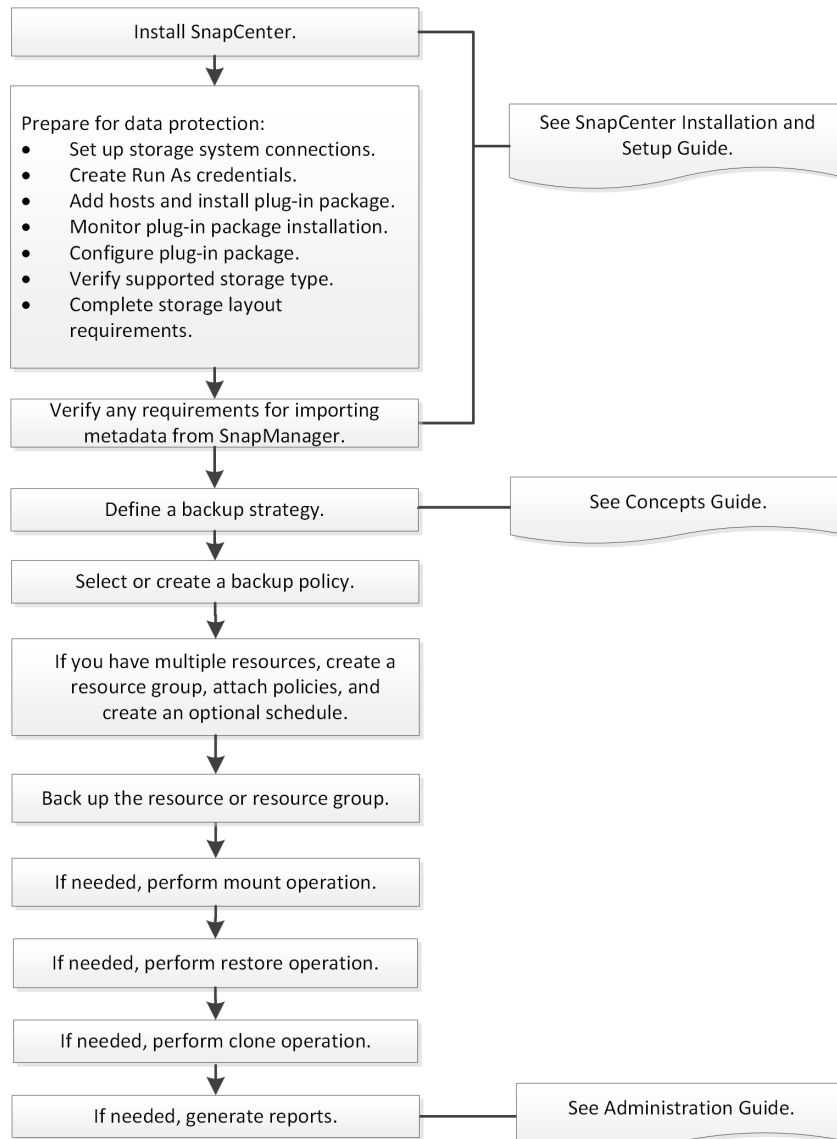 Install SnapCenter.
Prepare for data protection:
• Set up storage system connections.
• Create Run As credentials.
• Add hosts and install plug-in package.
• Monitor plug-in package installation.
• Configure plug-in package.
• Verify supported storage type.
• Complete storage layout
requirements.
See SnapCenter Installation and
Setup Guide.
Verify any requirements for importing
metadata from SnapManager.
Define a backup strategy.
See Concepts Guide.
Select or create a backup policy.
If you have multiple resources, create a
resource group, attach policies, and
create an optional schedule.
Back up the resource or resource group.
If needed, perform mount operation.
If needed, perform restore operation.
If needed, perform clone operation.
If needed, generate reports.
See Administration Guide.